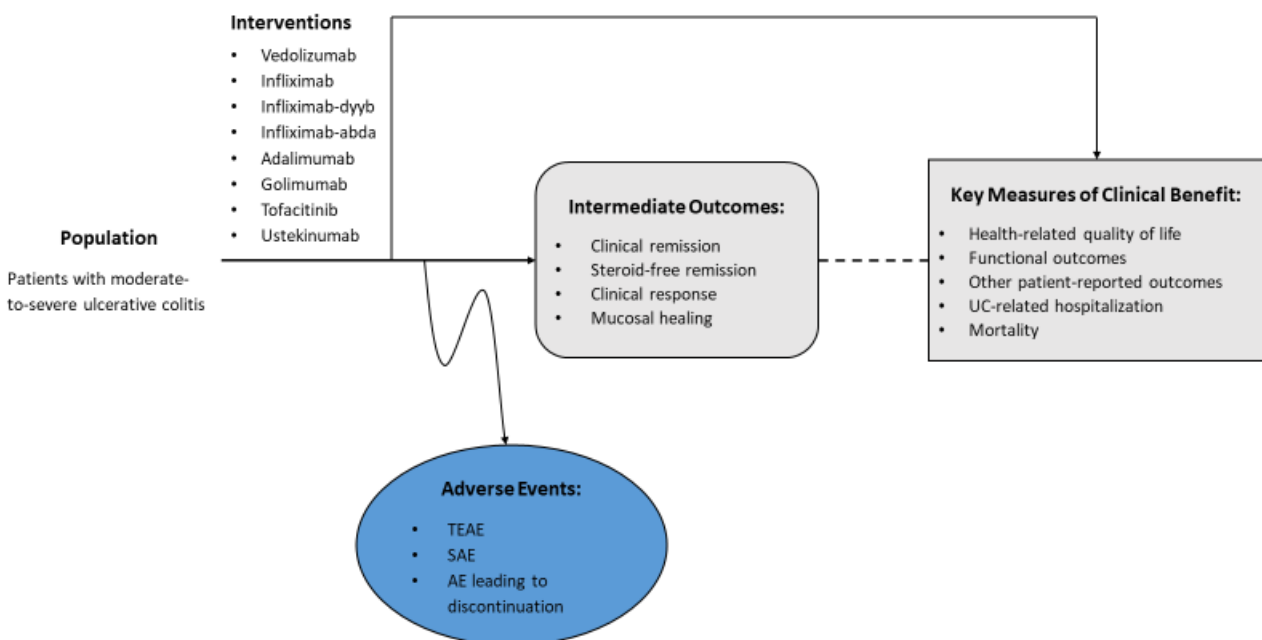 Interventions
• Vedolizumab
• Infliximab
• Infliximab-dyyb
• Infliximab-abda
• Adalimumab
• Golimumab
• Tofacitinib
• Ustekinumab
Population
Patients with moderate-
to-severe ulcerative colitis
Intermediate Outcomes:
• Clinical remission
• Steroid-free remission
• Clinical response
• Mucosal healing
Key Measures of Clinical Benefit:
• Health-related quality of life
• Functional outcomes
• Other patient-reported outcomes
• UC-related hospitalization
• Mortality
Adverse Events:
• TEAE
• SAE
• AE leading to
discontinuation